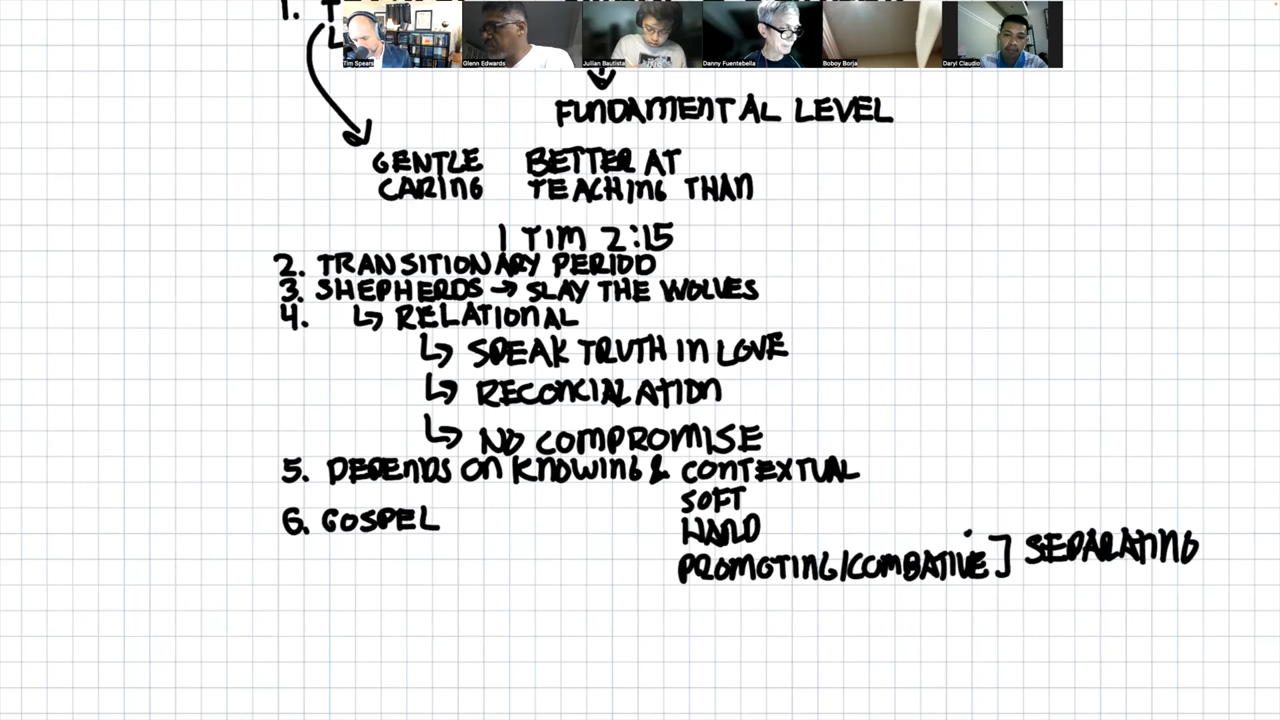 1.
Tim Spears
Glenn Edwards
Julian Bautista
Danny Fuentebella
Boboy Borja
Daryl Claudio
FUNDAMENTAL LEVEL
GENTLE BETTER AT
CARING TEACHING THAN
1 TIM 2:15
2. TRANSITIONARY PERIOD
3. SHEPHERDS → SLAY THE WOLVES
4. ↳ RELATIONAL
↳ SPEAK TRUTH IN LOVE
↳ RECONCIALATION
↳ NO COMPROMISE
5. DEPENDS ON KNOWING & CONTEXTUAL
SOFT
6. GOSPEL
HARD
PROMOTING/COMBATIVE ] SEPARATING